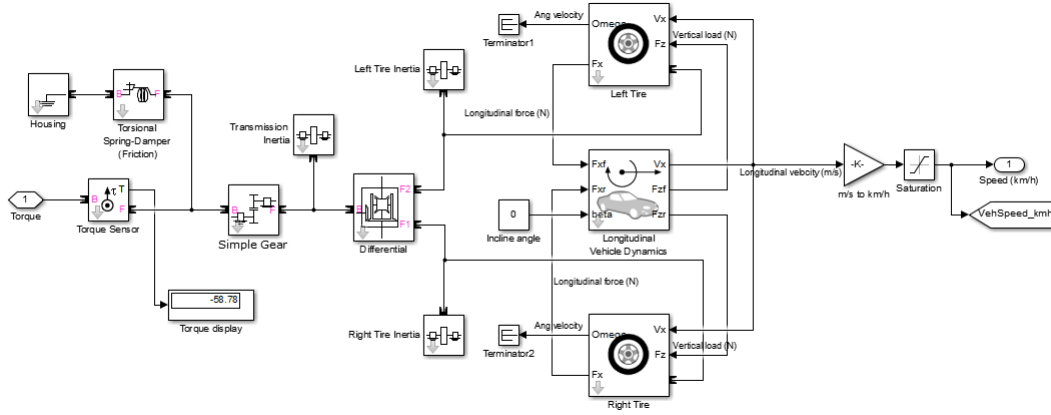 Ang velocity
Omega
Vx
Terminator1
Vertical load (N)
Fz
Fx
Left Tire
Left Tire Inertia
B
F
Housing
Torsional
Spring-Damper
(Friction)
Longitudinal force (N)
Transmission
Inertia
Fxf
Vx
Longitudinal velocity (m/s)
-K-
m/s to km/h
Saturation
1
Speed (km/h)
1
Torque
B
T
F
Torque Sensor
Fxr
Fzf
F2
B
F
Simple Gear
B
F1
Differential
0
Incline angle
beta
Fzr
Longitudinal
Vehicle Dynamics
VehSpeed_kmh
Longitudinal force (N)
-58.78
Torque display
Right Tire Inertia
Ang velocity
Omega
Vx
Terminator2
Vertical load (N)
Fz
Fx
Right Tire